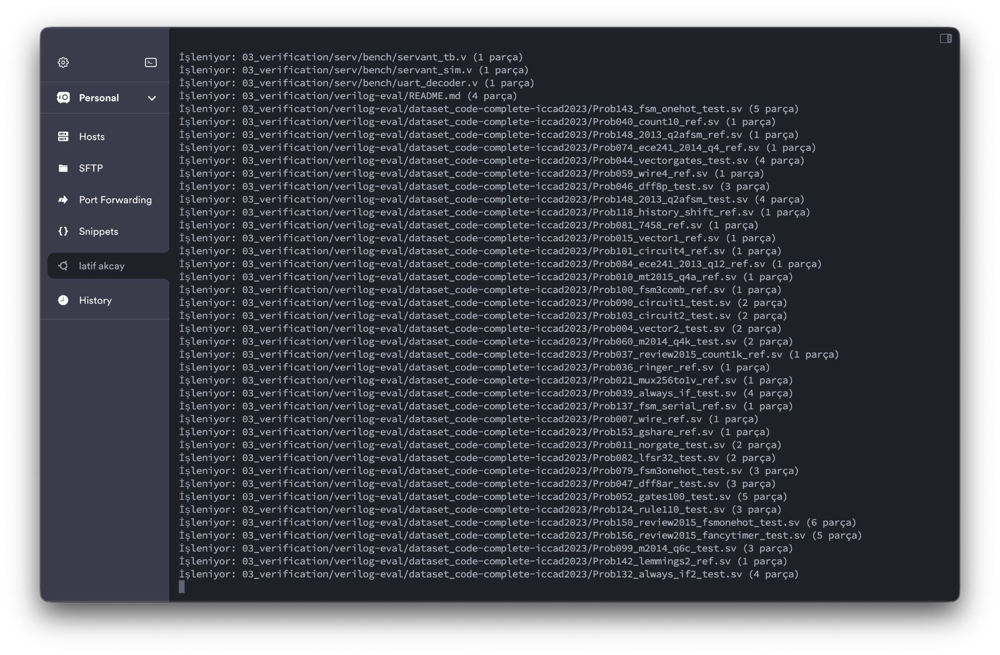 Personal
Hosts
SFTP
Port Forwarding
Snippets
latif akcay
History
İşleniyor: 03_verification/serv/bench/servant_tb.v (1 parça)
İşleniyor: 03_verification/serv/bench/servant_sim.v (1 parça)
İşleniyor: 03_verification/serv/bench/uart_decoder.v (1 parça)
İşleniyor: 03_verification/verilog-eval/README.md (4 parça)
İşleniyor: 03_verification/verilog-eval/dataset_code-complete-iccad2023/Prob143_fsm_onehot_test.sv (5 parça)
İşleniyor: 03_verification/verilog-eval/dataset_code-complete-iccad2023/Prob040_count10_ref.sv (1 parça)
İşleniyor: 03_verification/verilog-eval/dataset_code-complete-iccad2023/Prob148_2013_q2afsm_ref.sv (1 parça)
İşleniyor: 03_verification/verilog-eval/dataset_code-complete-iccad2023/Prob074_ece241_2014_q4_ref.sv (1 parça)
İşleniyor: 03_verification/verilog-eval/dataset_code-complete-iccad2023/Prob044_vectorgates_test.sv (4 parça)
İşleniyor: 03_verification/verilog-eval/dataset_code-complete-iccad2023/Prob059_wire4_ref.sv (1 parça)
İşleniyor: 03_verification/verilog-eval/dataset_code-complete-iccad2023/Prob046_dff8p_test.sv (3 parça)
İşleniyor: 03_verification/verilog-eval/dataset_code-complete-iccad2023/Prob148_2013_q2afsm_test.sv (4 parça)
İşleniyor: 03_verification/verilog-eval/dataset_code-complete-iccad2023/Prob118_history_shift_ref.sv (1 parça)
İşleniyor: 03_verification/verilog-eval/dataset_code-complete-iccad2023/Prob081_7458_ref.sv (1 parça)
İşleniyor: 03_verification/verilog-eval/dataset_code-complete-iccad2023/Prob015_vector1_ref.sv (1 parça)
İşleniyor: 03_verification/verilog-eval/dataset_code-complete-iccad2023/Prob101_circuit4_ref.sv (1 parça)
İşleniyor: 03_verification/verilog-eval/dataset_code-complete-iccad2023/Prob084_ece241_2013_q12_ref.sv (1 parça)
İşleniyor: 03_verification/verilog-eval/dataset_code-complete-iccad2023/Prob010_mt2015_q4a_ref.sv (1 parça)
İşleniyor: 03_verification/verilog-eval/dataset_code-complete-iccad2023/Prob100_fsm3comb_ref.sv (1 parça)
İşleniyor: 03_verification/verilog-eval/dataset_code-complete-iccad2023/Prob090_circuit1_test.sv (2 parça)
İşleniyor: 03_verification/verilog-eval/dataset_code-complete-iccad2023/Prob103_circuit2_test.sv (2 parça)
İşleniyor: 03_verification/verilog-eval/dataset_code-complete-iccad2023/Prob004_vector2_test.sv (2 parça)
İşleniyor: 03_verification/verilog-eval/dataset_code-complete-iccad2023/Prob060_m2014_q4k_test.sv (2 parça)
İşleniyor: 03_verification/verilog-eval/dataset_code-complete-iccad2023/Prob037_review2015_count1k_ref.sv (1 parça)
İşleniyor: 03_verification/verilog-eval/dataset_code-complete-iccad2023/Prob036_ringer_ref.sv (1 parça)
İşleniyor: 03_verification/verilog-eval/dataset_code-complete-iccad2023/Prob021_mux256to1v_ref.sv (1 parça)
İşleniyor: 03_verification/verilog-eval/dataset_code-complete-iccad2023/Prob039_always_if_test.sv (4 parça)
İşleniyor: 03_verification/verilog-eval/dataset_code-complete-iccad2023/Prob137_fsm_serial_ref.sv (1 parça)
İşleniyor: 03_verification/verilog-eval/dataset_code-complete-iccad2023/Prob007_wire_ref.sv (1 parça)
İşleniyor: 03_verification/verilog-eval/dataset_code-complete-iccad2023/Prob153_gshare_ref.sv (1 parça)
İşleniyor: 03_verification/verilog-eval/dataset_code-complete-iccad2023/Prob011_norgate_test.sv (2 parça)
İşleniyor: 03_verification/verilog-eval/dataset_code-complete-iccad2023/Prob082_lfsr32_test.sv (2 parça)
İşleniyor: 03_verification/verilog-eval/dataset_code-complete-iccad2023/Prob079_fsm3onehot_test.sv (3 parça)
İşleniyor: 03_verification/verilog-eval/dataset_code-complete-iccad2023/Prob047_dff8ar_test.sv (3 parça)
İşleniyor: 03_verification/verilog-eval/dataset_code-complete-iccad2023/Prob052_gates100_test.sv (5 parça)
İşleniyor: 03_verification/verilog-eval/dataset_code-complete-iccad2023/Prob124_rule110_test.sv (3 parça)
İşleniyor: 03_verification/verilog-eval/dataset_code-complete-iccad2023/Prob150_review2015_fsmonehot_test.sv (6 parça)
İşleniyor: 03_verification/verilog-eval/dataset_code-complete-iccad2023/Prob156_review2015_fancytimer_test.sv (5 parça)
İşleniyor: 03_verification/verilog-eval/dataset_code-complete-iccad2023/Prob099_m2014_q6c_test.sv (3 parça)
İşleniyor: 03_verification/verilog-eval/dataset_code-complete-iccad2023/Prob142_lemmings2_ref.sv (1 parça)
İşleniyor: 03_verification/verilog-eval/dataset_code-complete-iccad2023/Prob132_always_if2_test.sv (4 parça)